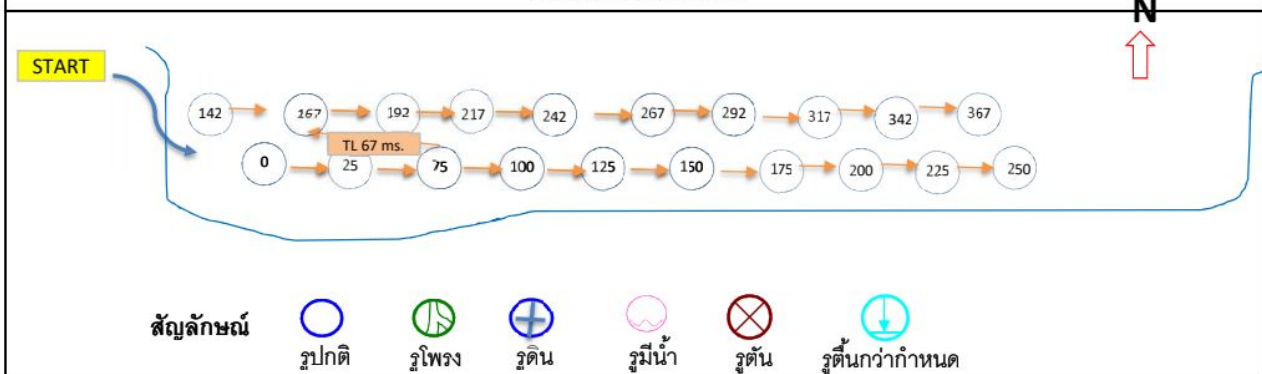 N
START
142 167 192 217 242 267 292 317 342 367
TL 67 ms.
0 25 75 100 125 150 175 200 225 250
สัญลักษณ์
รูปกติ รูโพรง รูดิน รูมีน้ำ รูตัน รูตื้นกว่ากำหนด